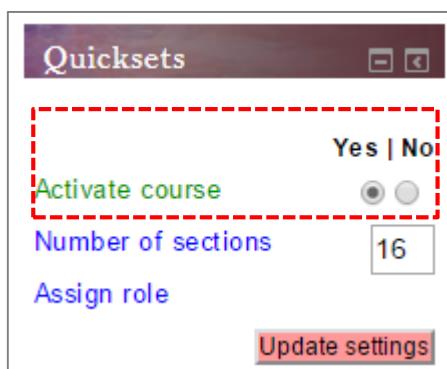 Quicksets
Yes | No
Activate course
Number of sections 16
Assign role
Update settings